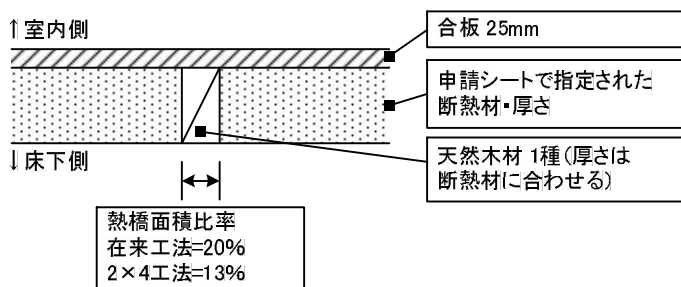 ↑室内側
合板 25mm
申請シートで指定された
断熱材・厚さ
↓床下側
天然木材 1種(厚さは
断熱材に合わせる)
熱橋面積比率
在来工法=20%
2×4工法=13%